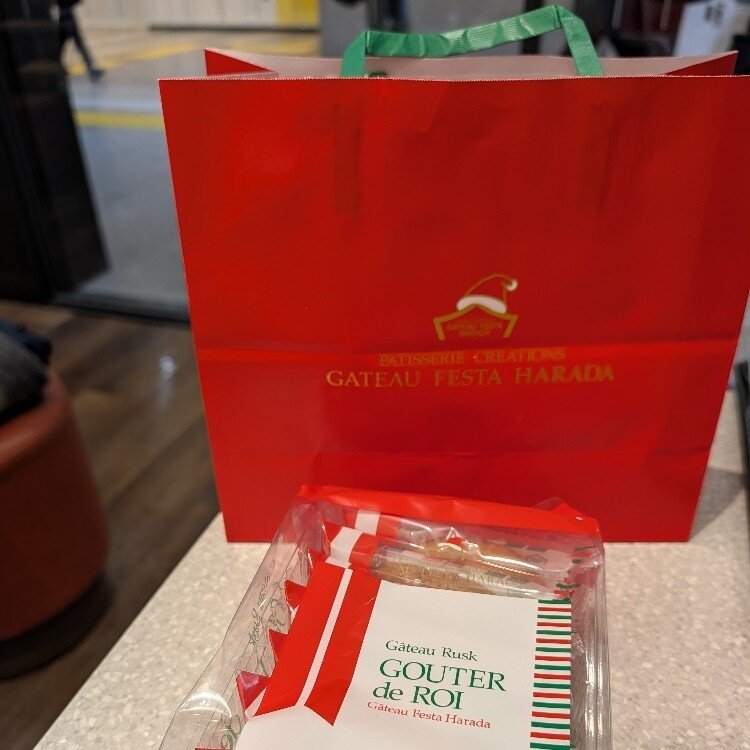 GATEAU FESTA
HARADA
PATISSERIE CREATIONS
GATEAU FESTA HARADA
Gâteau Rusk
GOUTER
de ROI
Gâteau Festa Harada